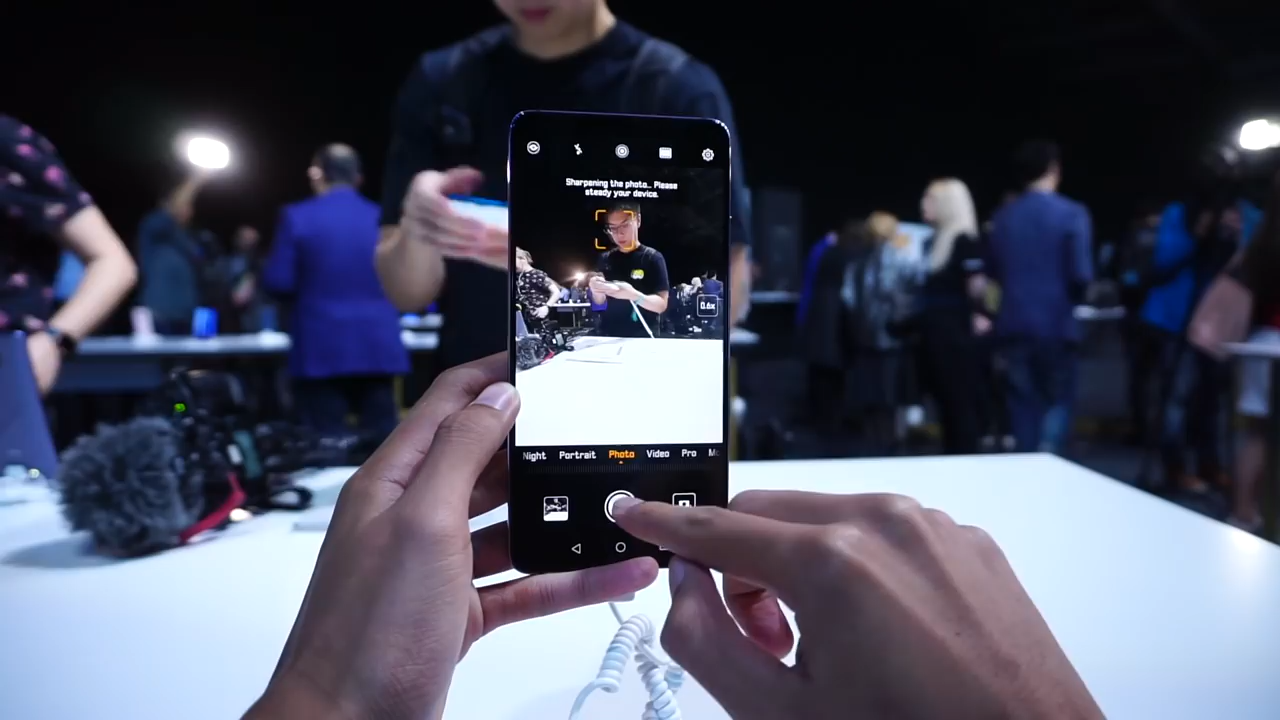 Sharpening the photo... Please
steady your device.
0.6x
Night Portrait Photo Video Pro